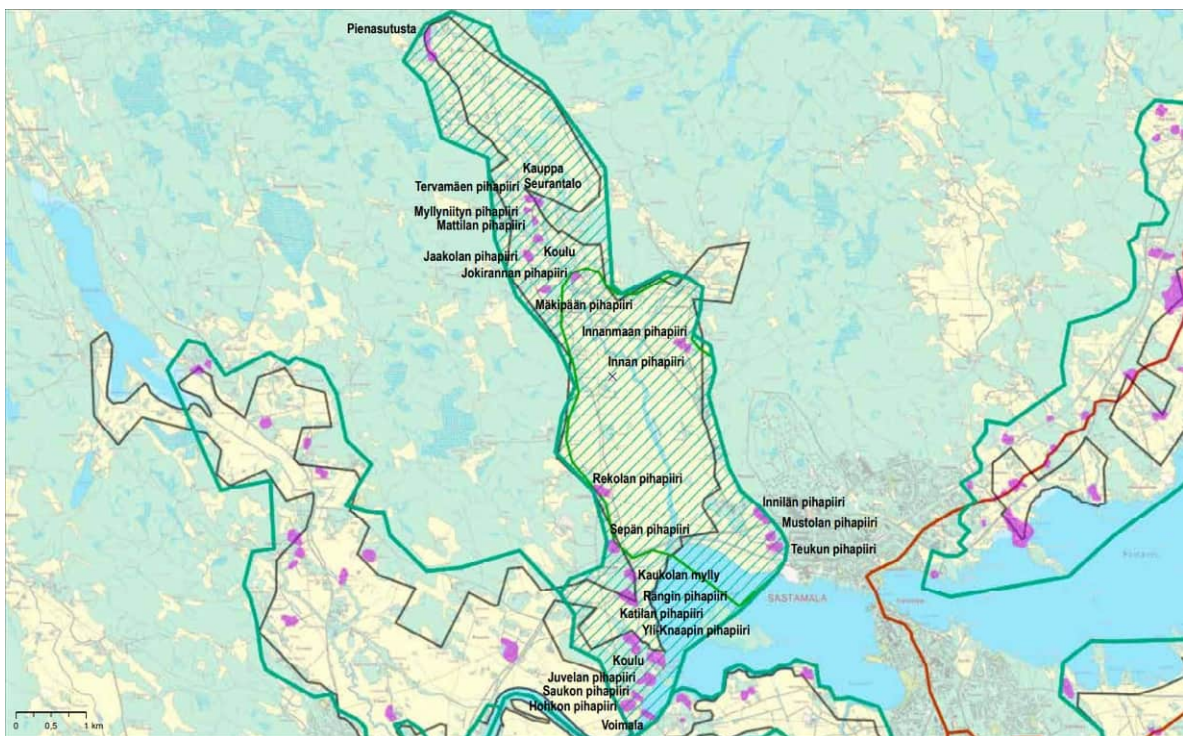 Pienasutusta
Kauppa
Tervamäen pihapiiri
Seurantalo
Myllyniityn pihapiiri
Mattilan pihapiiri
Koulu
Jaakolan pihapiiri
Jokirannan pihapiiri
Mäkipään pihapiiri
Innanmaan pihapiiri
Innan pihapiiri
Rekolan pihapiiri
Innilän pihapiiri
Mustolan pihapiiri
Sepän pihapiiri
Teukun pihapiiri
Kaukolan mylly
Rangin pihapiiri
SASTAMALA
Katilan pihapiiri
Yli-Knaapin pihapiiri
Koulu
Juvelan pihapiiri
Saukon pihapiiri
Hohkon pihapiiri
Voimala
0 0,5 1 km